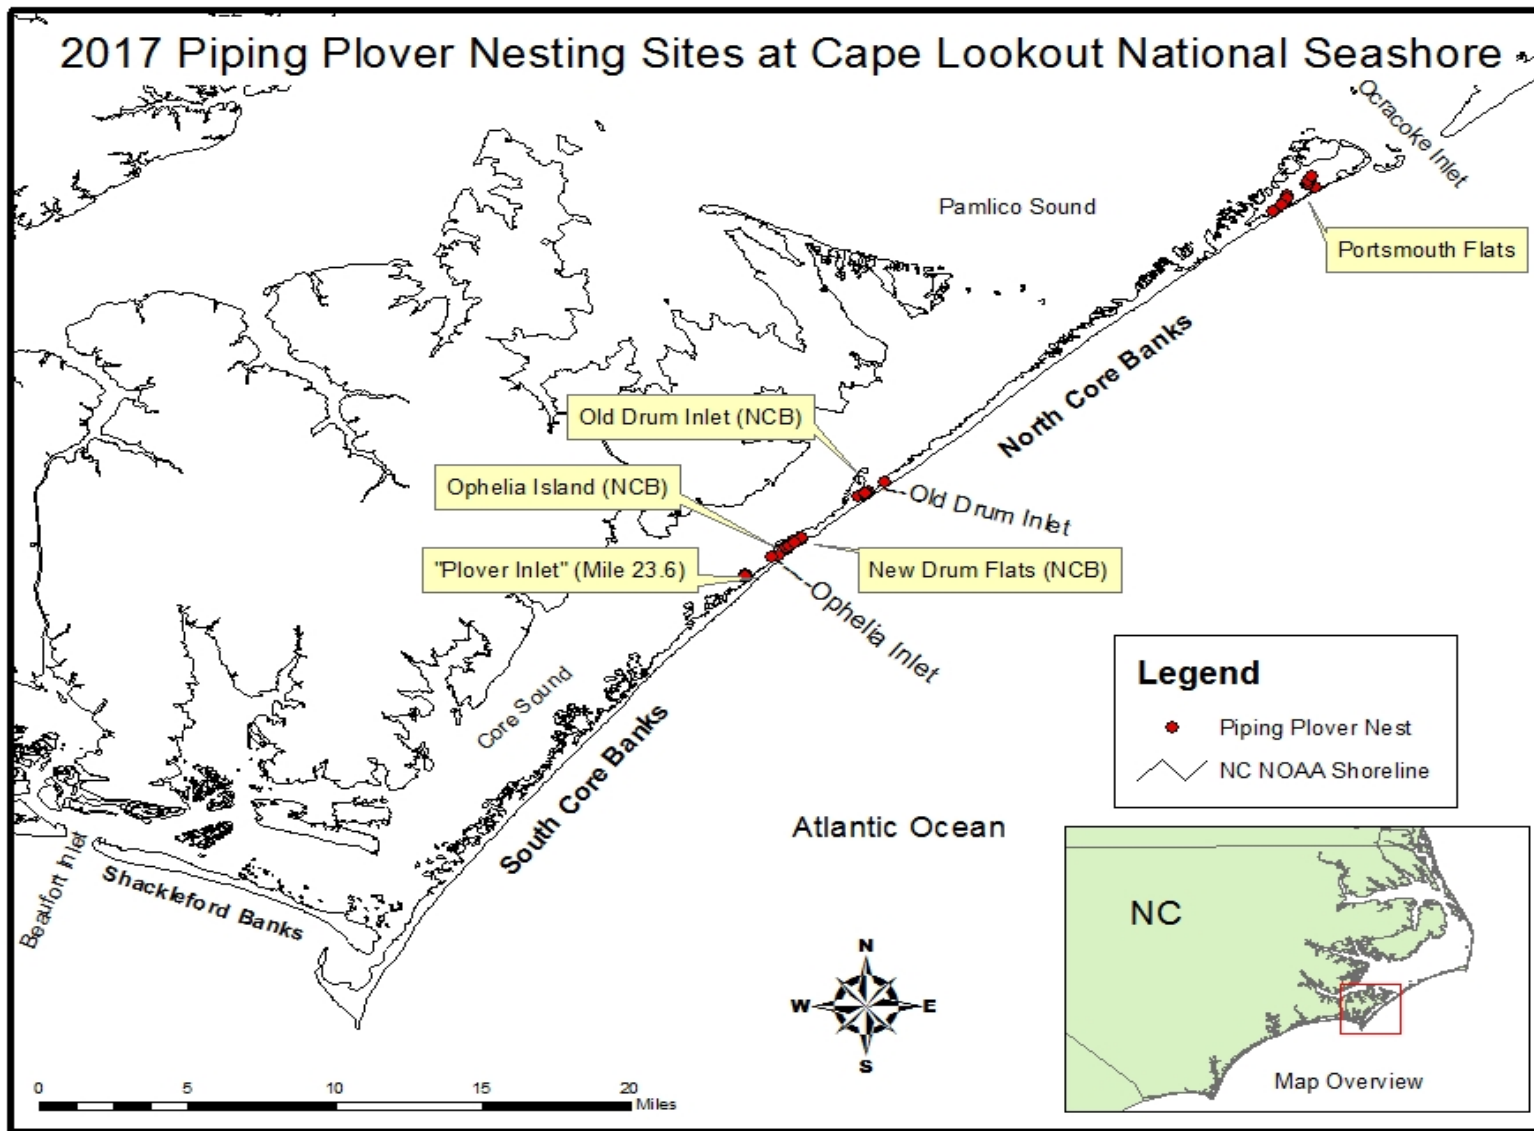 2017 Piping Plover Nesting Sites at Cape Lookout National Seashore
Ocracoke Inlet
Pamlico Sound
Portsmouth Flats
North Core Banks
Old Drum Inlet (NCB)
Ophelia Island (NCB)
Old Drum Inlet
"Plover Inlet" (Mile 23.6)
New Drum Flats (NCB)
Ophelia Inlet
Core Sound
South Core Banks
Legend
Piping Plover Nest
NC NOAA Shoreline
Atlantic Ocean
Beaufort Inlet
Shackleford Banks
NC
Map Overview
N
W
E
S
0 5 10 15 20
Miles